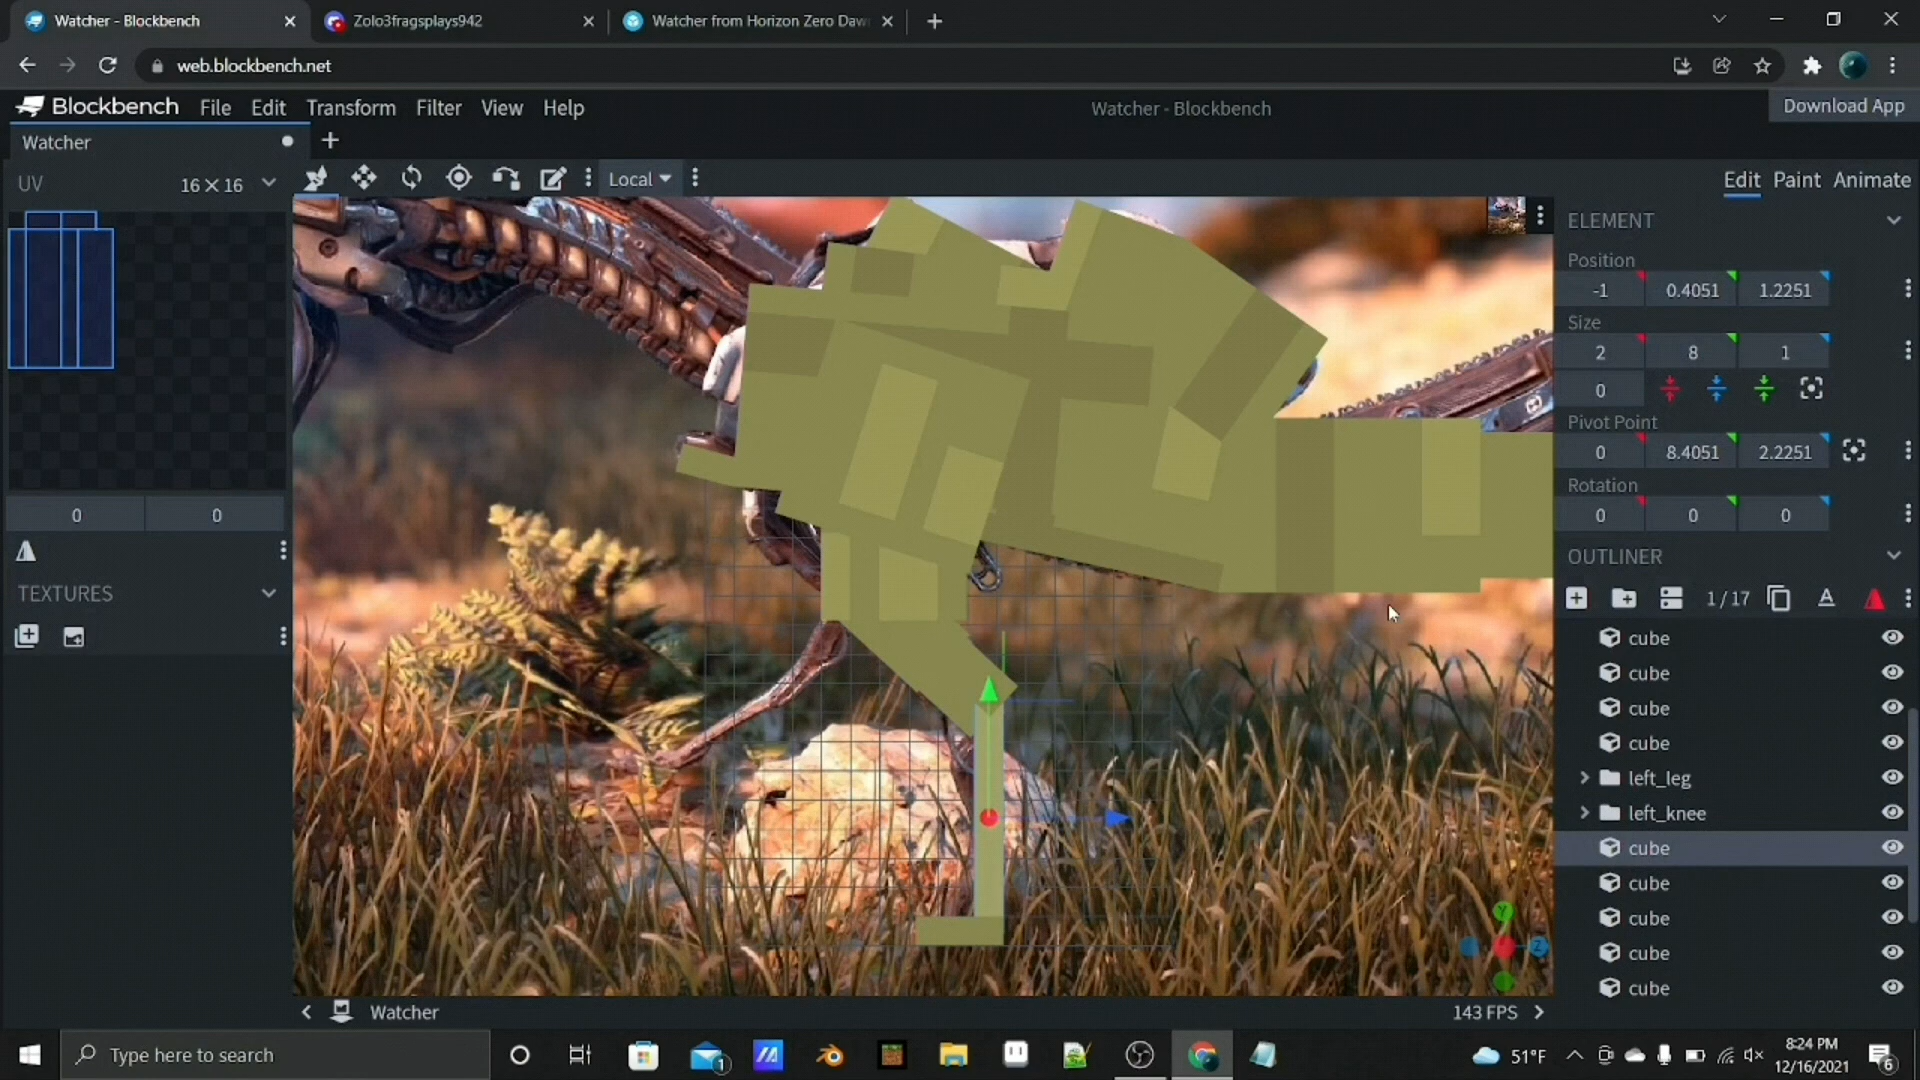 Watcher - Blockbench
Zolo3fragsplays942
Watcher from Horizon Zero Daw
web.blockbench.net
Blockbench
File
Edit
Transform
Filter
View
Help
Watcher - Blockbench
Download App
Watcher
UV
16 × 16
Local
Edit
Paint
Animate
ELEMENT
Position
-1
0.4051
1.2251
Size
2
8
1
0
Pivot Point
0
8.4051
2.2251
Rotation
0
0
0
0
0
TEXTURES
OUTLINER
1 / 17
cube
cube
cube
cube
left_leg
left_knee
cube
cube
cube
cube
cube
Y
Z
Watcher
143 FPS
Type here to search
1
51°F
8:24 PM
12/16/2021
6